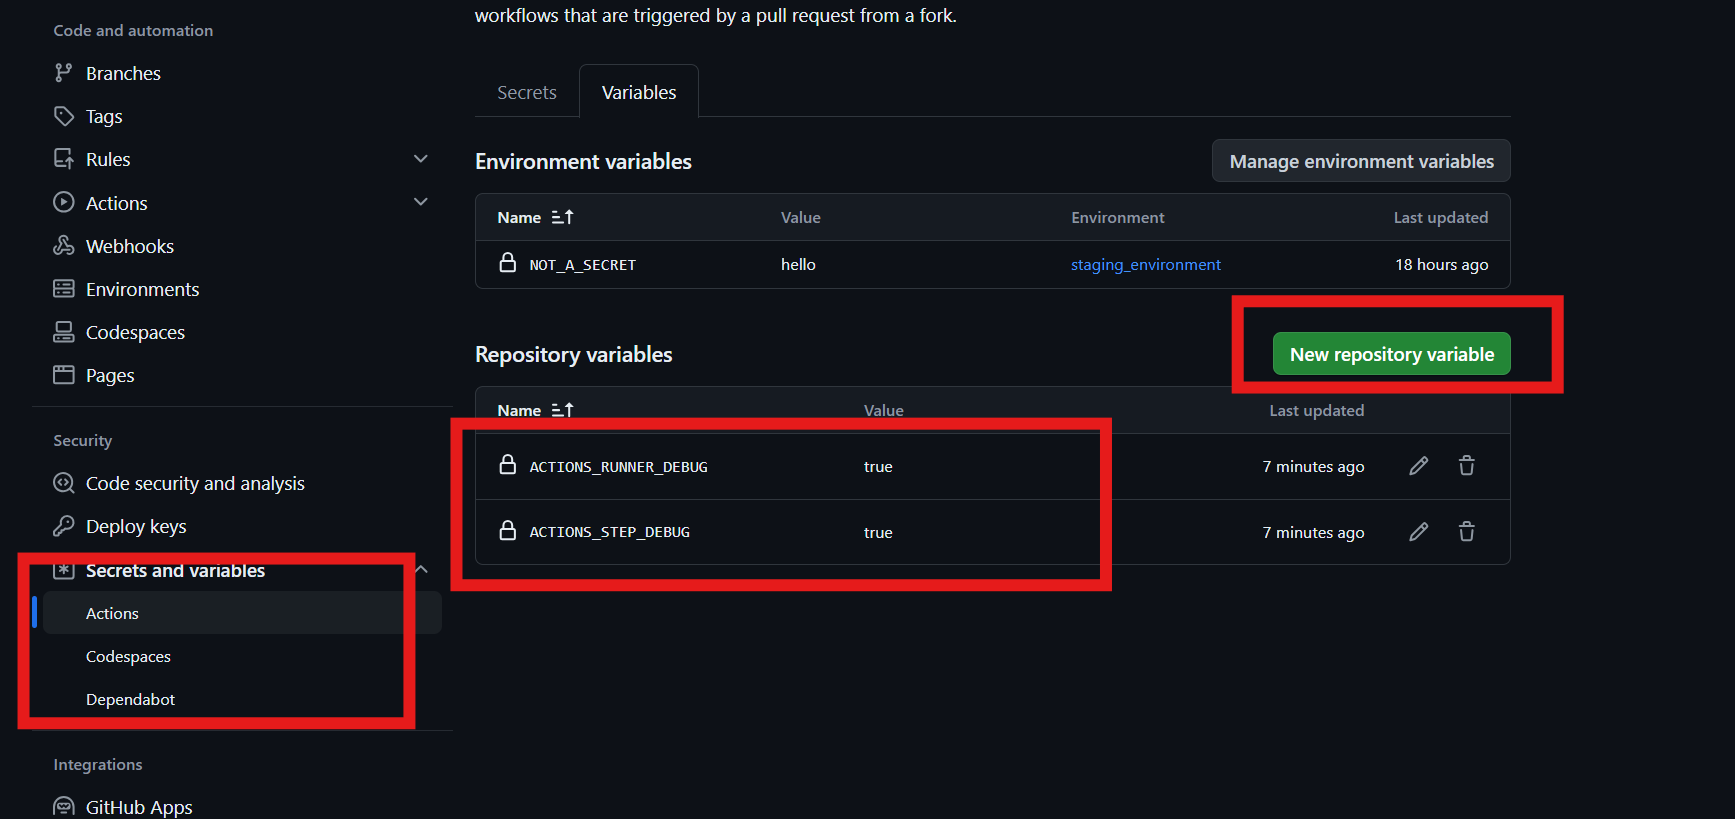 Code and automation
Branches
Tags
Rules
Actions
Webhooks
Environments
Codespaces
Pages
Security
Code security and analysis
Deploy keys
Secrets and variables
Actions
Codespaces
Dependabot
Integrations
GitHub Apps
workflows that are triggered by a pull request from a fork.
Secrets Variables
Environment variables Manage environment variables
Name Value Environment Last updated
NOT_A_SECRET hello staging_environment 18 hours ago
Repository variables New repository variable
Name Value Last updated
ACTIONS_RUNNER_DEBUG true 7 minutes ago
ACTIONS_STEP_DEBUG true 7 minutes ago